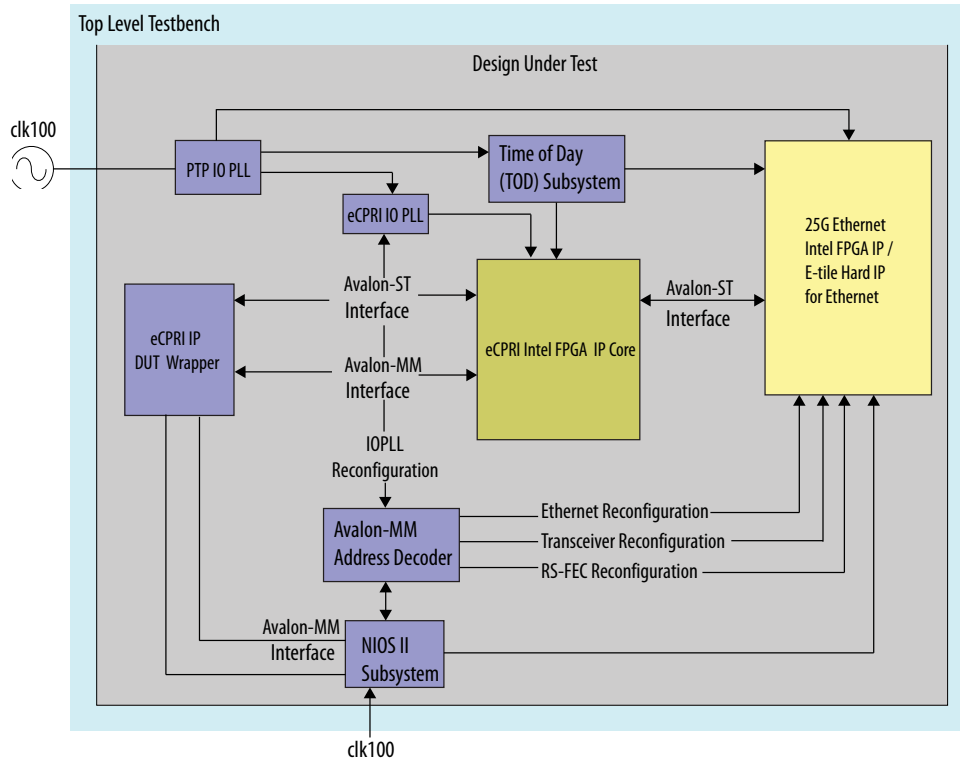 Top Level Testbench
Design Under Test
clk100
PTP IO PLL
Time of Day
(TOD) Subsystem
eCPRI IO PLL
25G Ethernet
Intel FPGA IP /
E-tile Hard IP
for Ethernet
Avalon-ST
Interface
Avalon-ST
Interface
eCPRI IP
DUT Wrapper
eCPRI Intel FPGA IP Core
Avalon-MM
Interface
IOPLL
Reconfiguration
Avalon-MM
Address Decoder
Ethernet Reconfiguration
Transceiver Reconfiguration
RS-FEC Reconfiguration
Avalon-MM
Interface
NIOS II
Subsystem
clk100